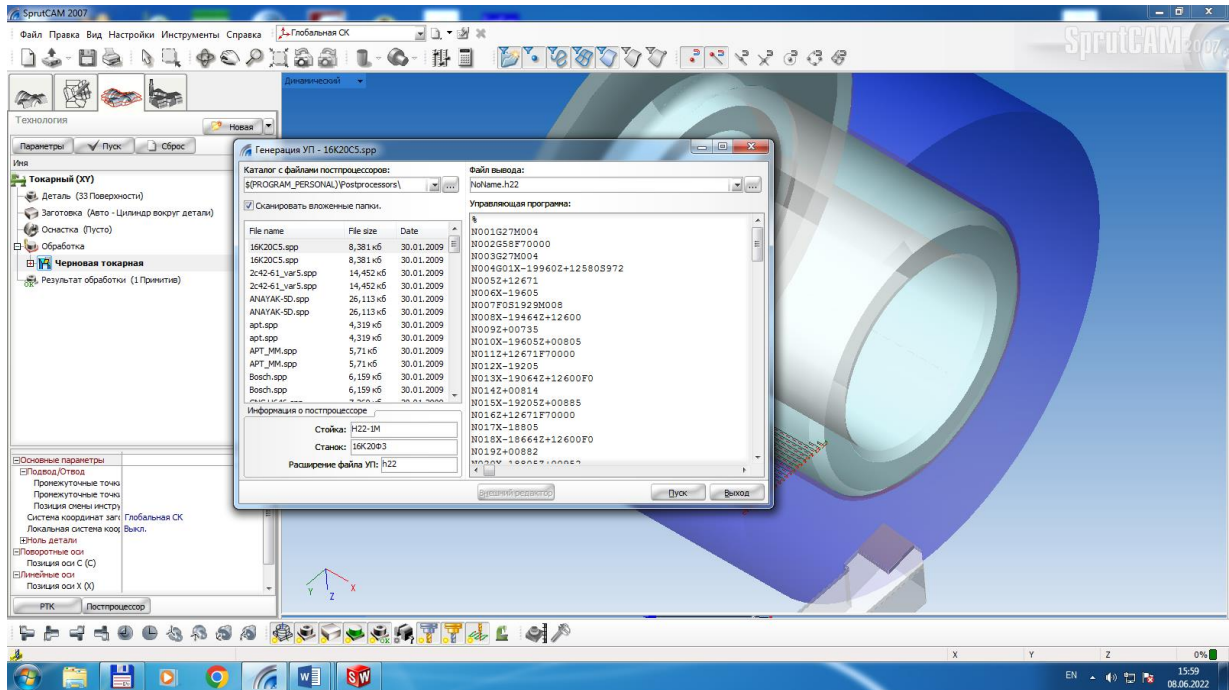 SprutCAM 2007
Файл Правка Вид Настройки Инструменты Справка Глобальная СК
SprutCAM 2007
Динамический
Технология
Новая
Параметры Пуск Сброс
Имя
Токарный (XY)
Деталь (33 Поверхности)
Заготовка (Авто - Цилиндр вокруг детали)
Оснастка (Пусто)
Обработка
Черновая токарная
Результат обработки (1 Примитив)
Генерация УП - 16K20C5.spp
Каталог с файлами постпроцессоров:
$(PROGRAM_PERSONAL)\Postprocessors\
Сканировать вложенные папки.
File name File size Date
16K20C5.spp 8,381 кб 30.01.2009
16K20C5.spp 8,381 кб 30.01.2009
2c42-61_var5.spp 14,452 кб 30.01.2009
2c42-61_var5.spp 14,452 кб 30.01.2009
ANAYAK-5D.spp 26,113 кб 30.01.2009
ANAYAK-5D.spp 26,113 кб 30.01.2009
apt.spp 4,319 кб 30.01.2009
apt.spp 4,319 кб 30.01.2009
APT_MM.spp 5,71 кб 30.01.2009
APT_MM.spp 5,71 кб 30.01.2009
Bosch.spp 6,159 кб 30.01.2009
Bosch.spp 6,159 кб 30.01.2009
Информация о постпроцессоре
Стойка: H22-1M
Станок: 16K20Ф3
Расширение файла УП: h22
Файл вывода:
NoName.h22
Управляющая программа:
%
N001G27M004
N002G58F70000
N003G27M004
N004G01X-19960Z+12580S972
N005Z+12671
N006X-19605
N007F0S1929M008
N008X-19464Z+12600
N009Z+00735
N010X-19605Z+00805
N011Z+12671F70000
N012X-19205
N013X-19064Z+12600F0
N014Z+00814
N015X-19205Z+00885
N016Z+12671F70000
N017X-18805
N018X-18664Z+12600F0
N019Z+00882
N020X-18805Z+00952
Внешний редактор Пуск Выход
Основные параметры
Подвод/Отвод
Промежуточные точки
Промежуточные точки
Позиция смены инстру
Система координат заго Глобальная СК
Локальная система коор Выкл.
Ноль детали
Поворотные оси
Позиция оси C (C)
Линейные оси
Позиция оси X (X)
РТК Постпроцессор
Y Z X
X Y Z 0%
EN 15:59
08.06.2022